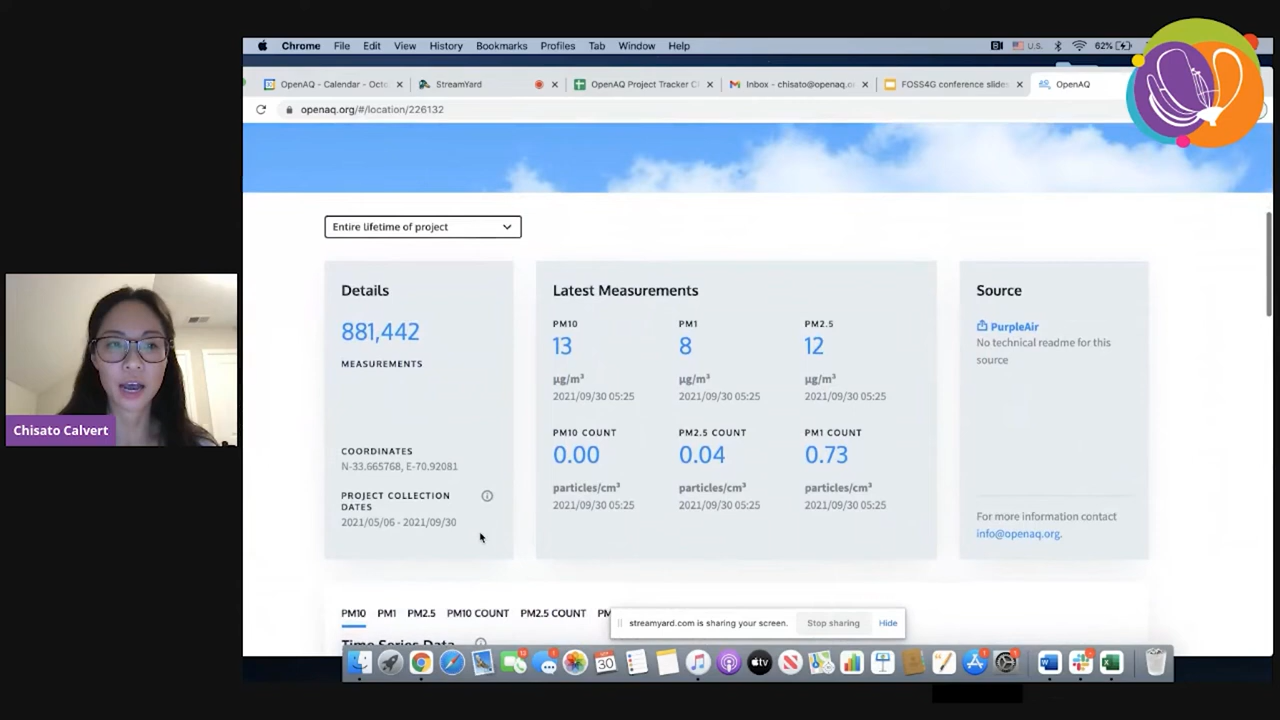 Chrome File Edit View History Bookmarks Profiles Tab Window Help U.S. 62%
OpenAQ - Calendar - Octo StreamYard OpenAQ Project Tracker C Inbox - chisato@openaq.o FOSS4G conference slides OpenAQ
openaq.org/#/location/226132
Entire lifetime of project
Details
881,442
MEASUREMENTS
COORDINATES
N-33.665768, E-70.92081
PROJECT COLLECTION
DATES
2021/05/06 - 2021/09/30
Latest Measurements
PM10 PM1 PM2.5
13 8 12
µg/m³ µg/m³ µg/m³
2021/09/30 05:25 2021/09/30 05:25 2021/09/30 05:25
PM10 COUNT PM2.5 COUNT PM1 COUNT
0.00 0.04 0.73
particles/cm³ particles/cm³ particles/cm³
2021/09/30 05:25 2021/09/30 05:25 2021/09/30 05:25
Source
PurpleAir
No technical readme for this
source
For more information contact
info@openaq.org.
Chisato Calvert
PM10 PM1 PM2.5 PM10 COUNT PM2.5 COUNT PM
Time Series Data
streamyard.com is sharing your screen. Stop sharing Hide
30
tv